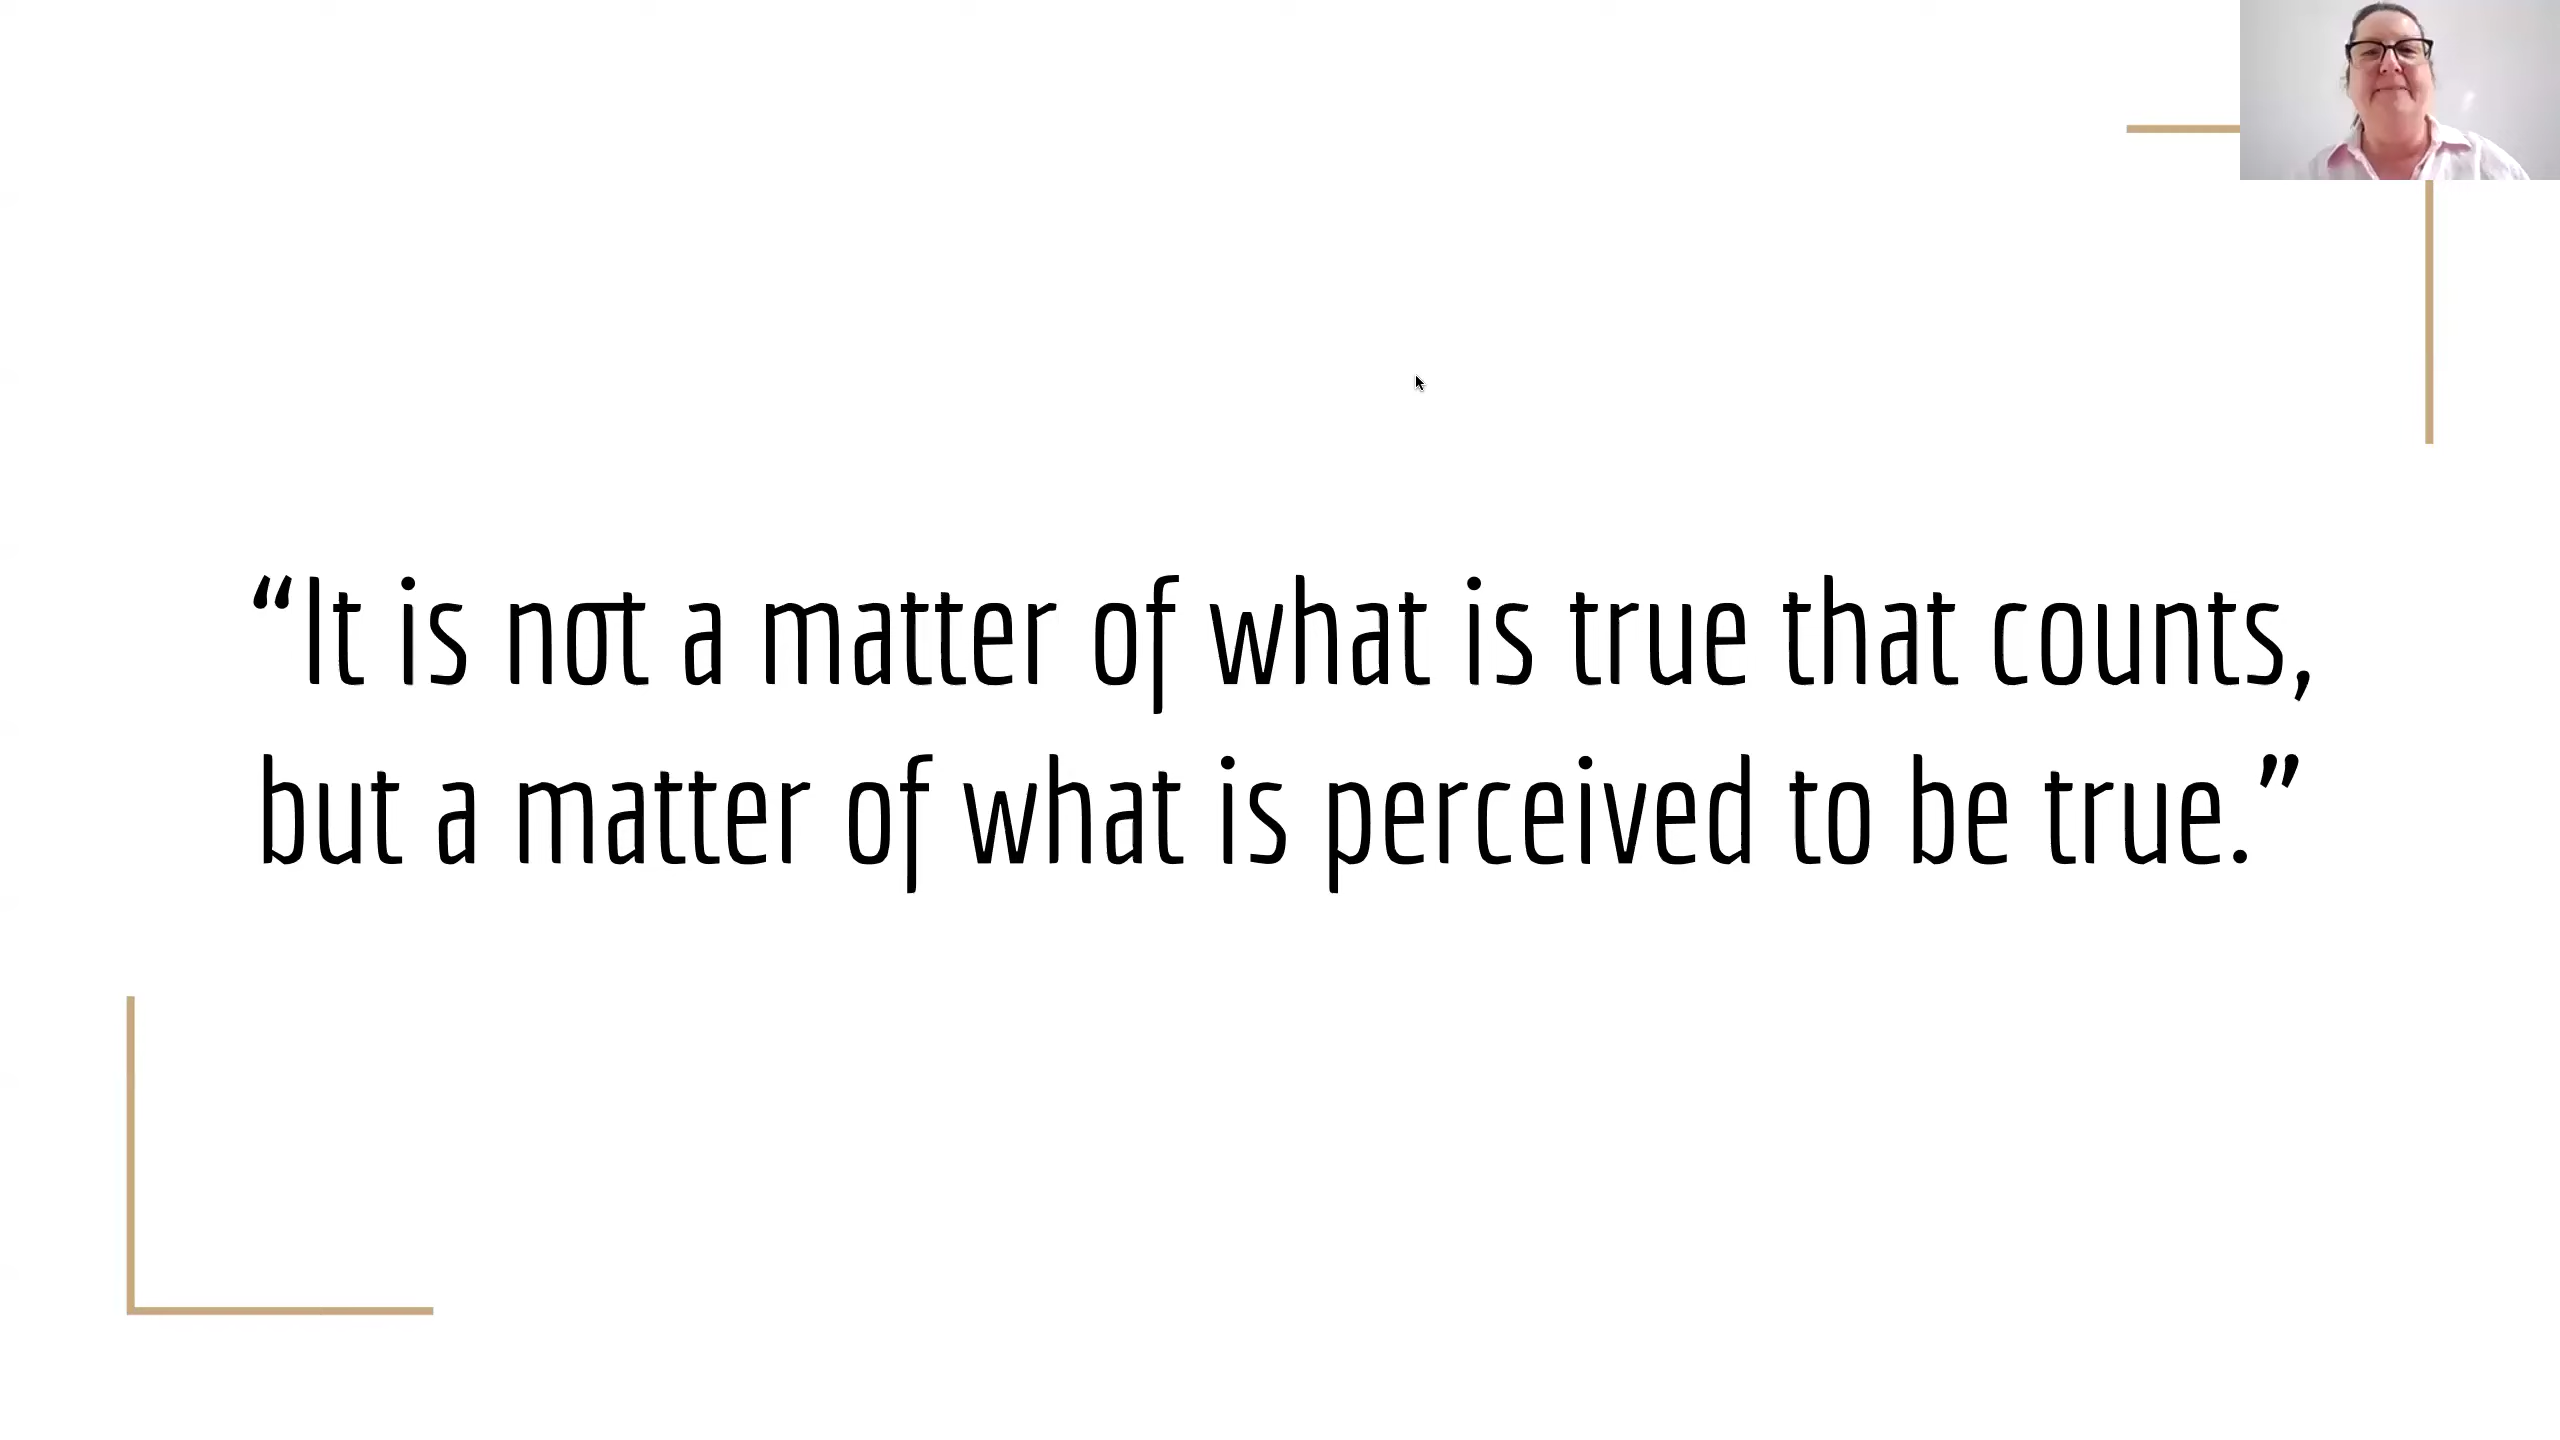 “It is not a matter of what is true that counts,
but a matter of what is perceived to be true.”